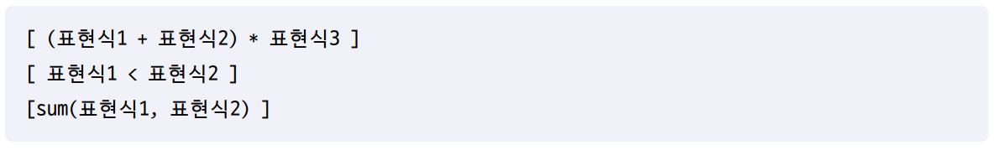 [ (표현식1 + 표현식2) * 표현식3 ]
[ 표현식1 < 표현식2 ]
[sum(표현식1, 표현식2) ]